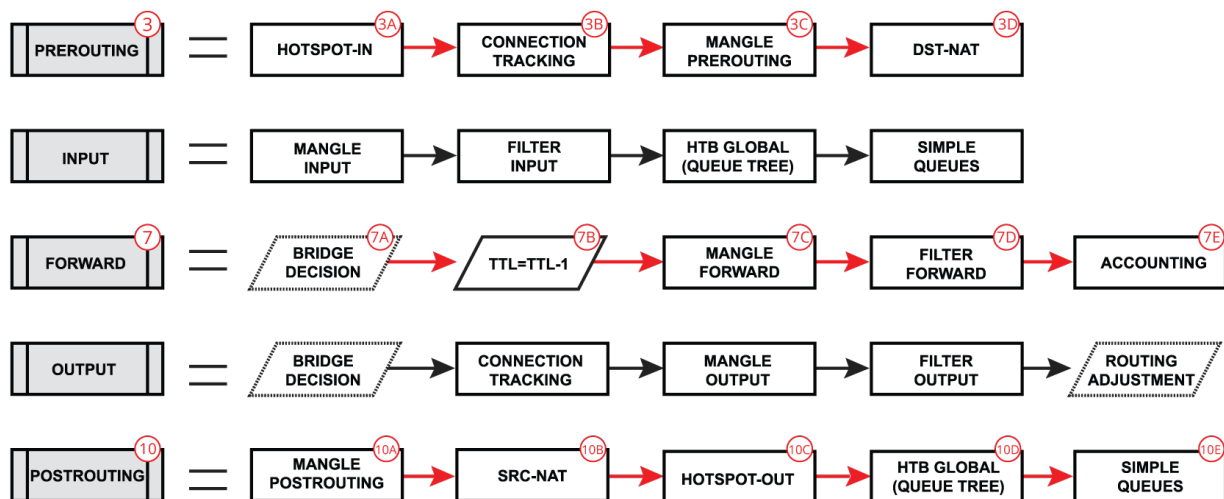 3
PREROUTING
3A
HOTSPOT-IN
3B
CONNECTION
TRACKING
3C
MANGLE
PREROUTING
3D
DST-NAT
INPUT
MANGLE
INPUT
FILTER
INPUT
HTB GLOBAL
(QUEUE TREE)
SIMPLE
QUEUES
7
FORWARD
7A
BRIDGE
DECISION
7B
TTL=TTL-1
7C
MANGLE
FORWARD
7D
FILTER
FORWARD
7E
ACCOUNTING
OUTPUT
BRIDGE
DECISION
CONNECTION
TRACKING
MANGLE
OUTPUT
FILTER
OUTPUT
ROUTING
ADJUSTMENT
10
POSTROUTING
10A
MANGLE
POSTROUTING
10B
SRC-NAT
10C
HOTSPOT-OUT
10D
HTB GLOBAL
(QUEUE TREE)
10E
SIMPLE
QUEUES